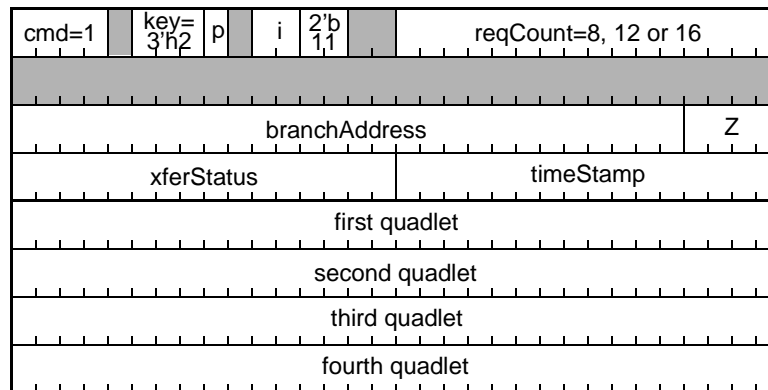 cmd=1 key=3'h2 p i 2'b11 reqCount=8, 12 or 16
branchAddress Z
xferStatus timeStamp
first quadlet
second quadlet
third quadlet
fourth quadlet